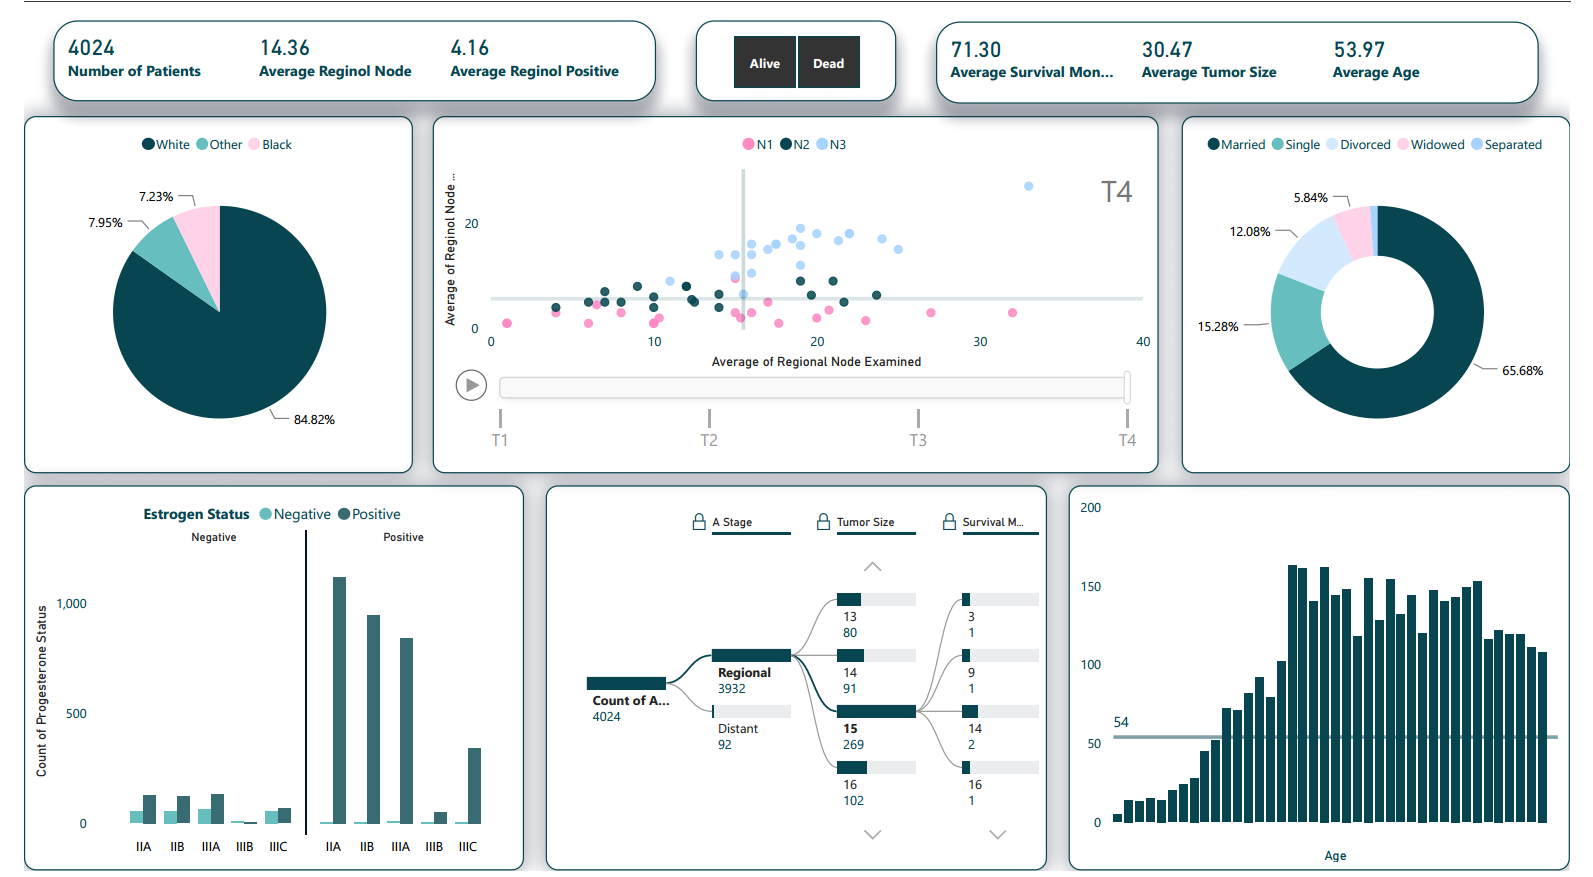 4024
Number of Patients
14.36
Average Reginol Node
4.16
Average Reginol Positive
Alive
Dead
71.30
Average Survival Mon...
30.47
Average Tumor Size
53.97
Average Age
White Other Black
7.23%
7.95%
84.82%
N1 N2 N3
T4
Average of Reginol Node ...
20
0
0 10 20 30 40
Average of Regional Node Examined
T1 T2 T3 T4
Married Single Divorced Widowed Separated
5.84%
12.08%
15.28%
65.68%
Estrogen Status Negative Positive
Negative Positive
Count of Progesterone Status
1,000
500
0
IIA IIB IIIA IIIB IIIC IIA IIB IIIA IIIB IIIC
A Stage
Tumor Size
Survival M...
Count of A...
4024
Regional
3932
Distant
92
13
80
14
91
15
269
16
102
3
1
9
1
14
2
16
1
200
150
100
54
50
0
Age